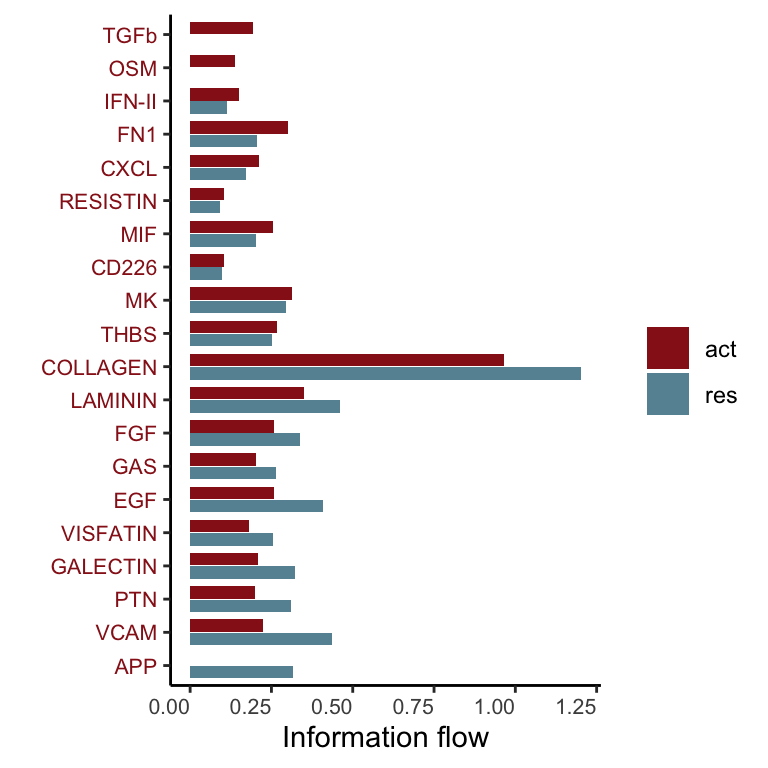 TGFb
OSM
IFN-II
FN1
CXCL
RESISTIN
MIF
CD226
MK
THBS
COLLAGEN
LAMININ
FGF
GAS
EGF
VISFATIN
GALECTIN
PTN
VCAM
APP
act
res
0.00 0.25 0.50 0.75 1.00 1.25
Information flow